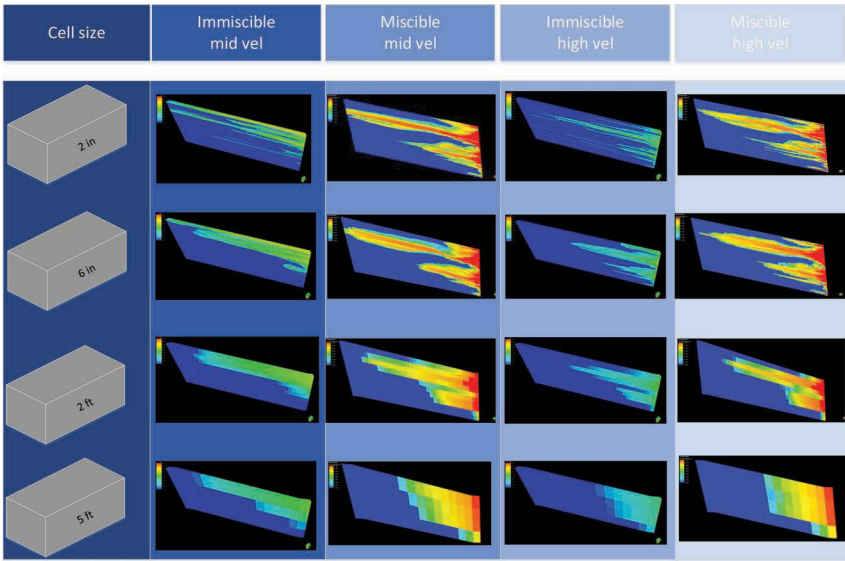 Cell size
Immiscible
mid vel
Miscible
mid vel
Immiscible
high vel
Miscible
high vel
2 in
6 in
2 ft
5 ft